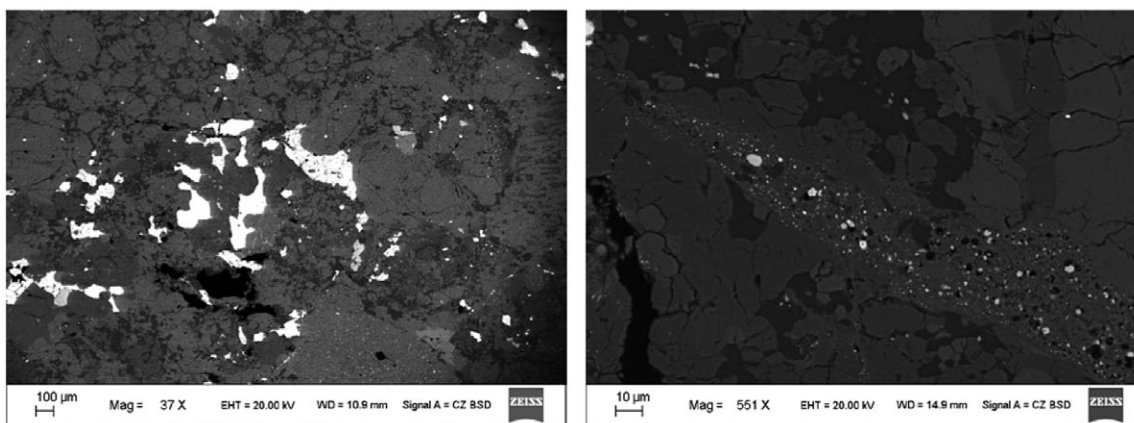 100 µm Mag = 37 X EHT = 20.00 kV WD = 10.9 mm Signal A = CZ BSD ZEISS
10 µm Mag = 551 X EHT = 20.00 kV WD = 14.9 mm Signal A = CZ BSD ZEISS